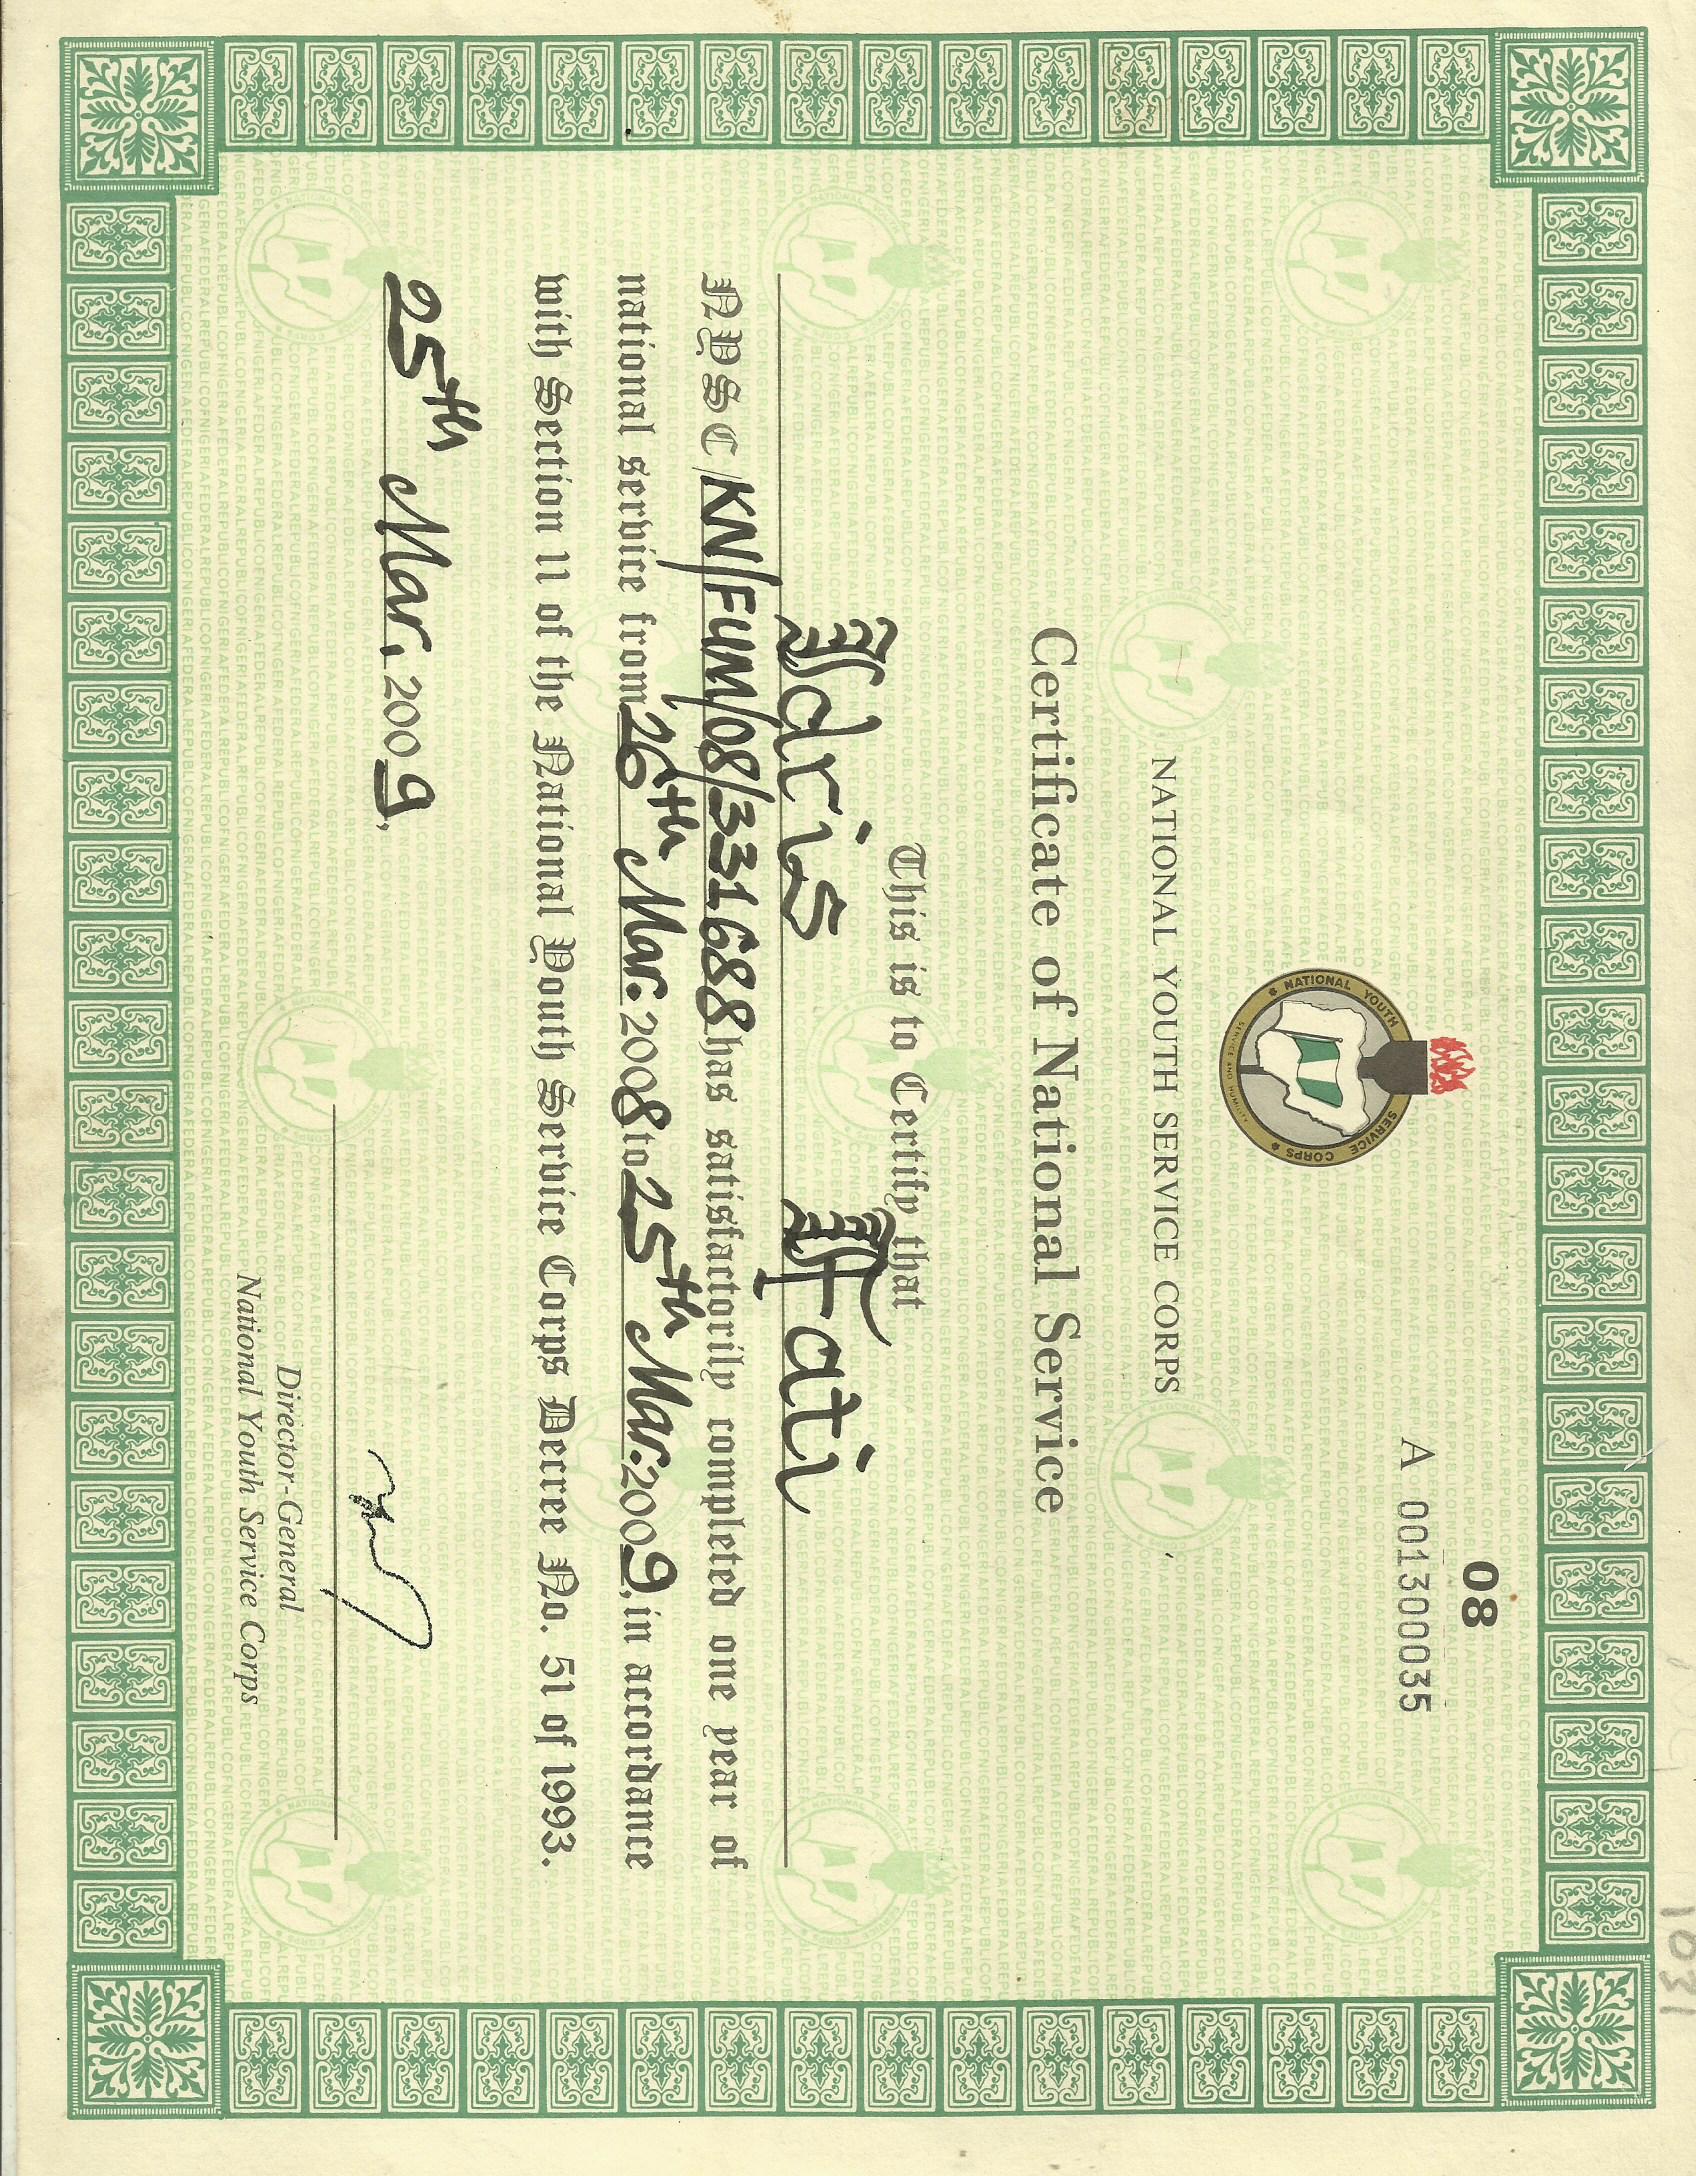 08
A 001300035
NATIONAL YOUTH
SERVICE CORPS
SERVICE AND HUMILITY
NATIONAL YOUTH SERVICE CORPS
Certificate of National Service
This is to Certify that
Idris Fati
NYSC/KN/FUM/08/331688 has satisfactorily completed one year of
national service from 26th Mar. 2008 to 25th Mar. 2009, in accordance
with Section 11 of the National Youth Service Corps Decree No. 51 of 1993.
25th Mar. 2009,
Director-General
National Youth Service Corps